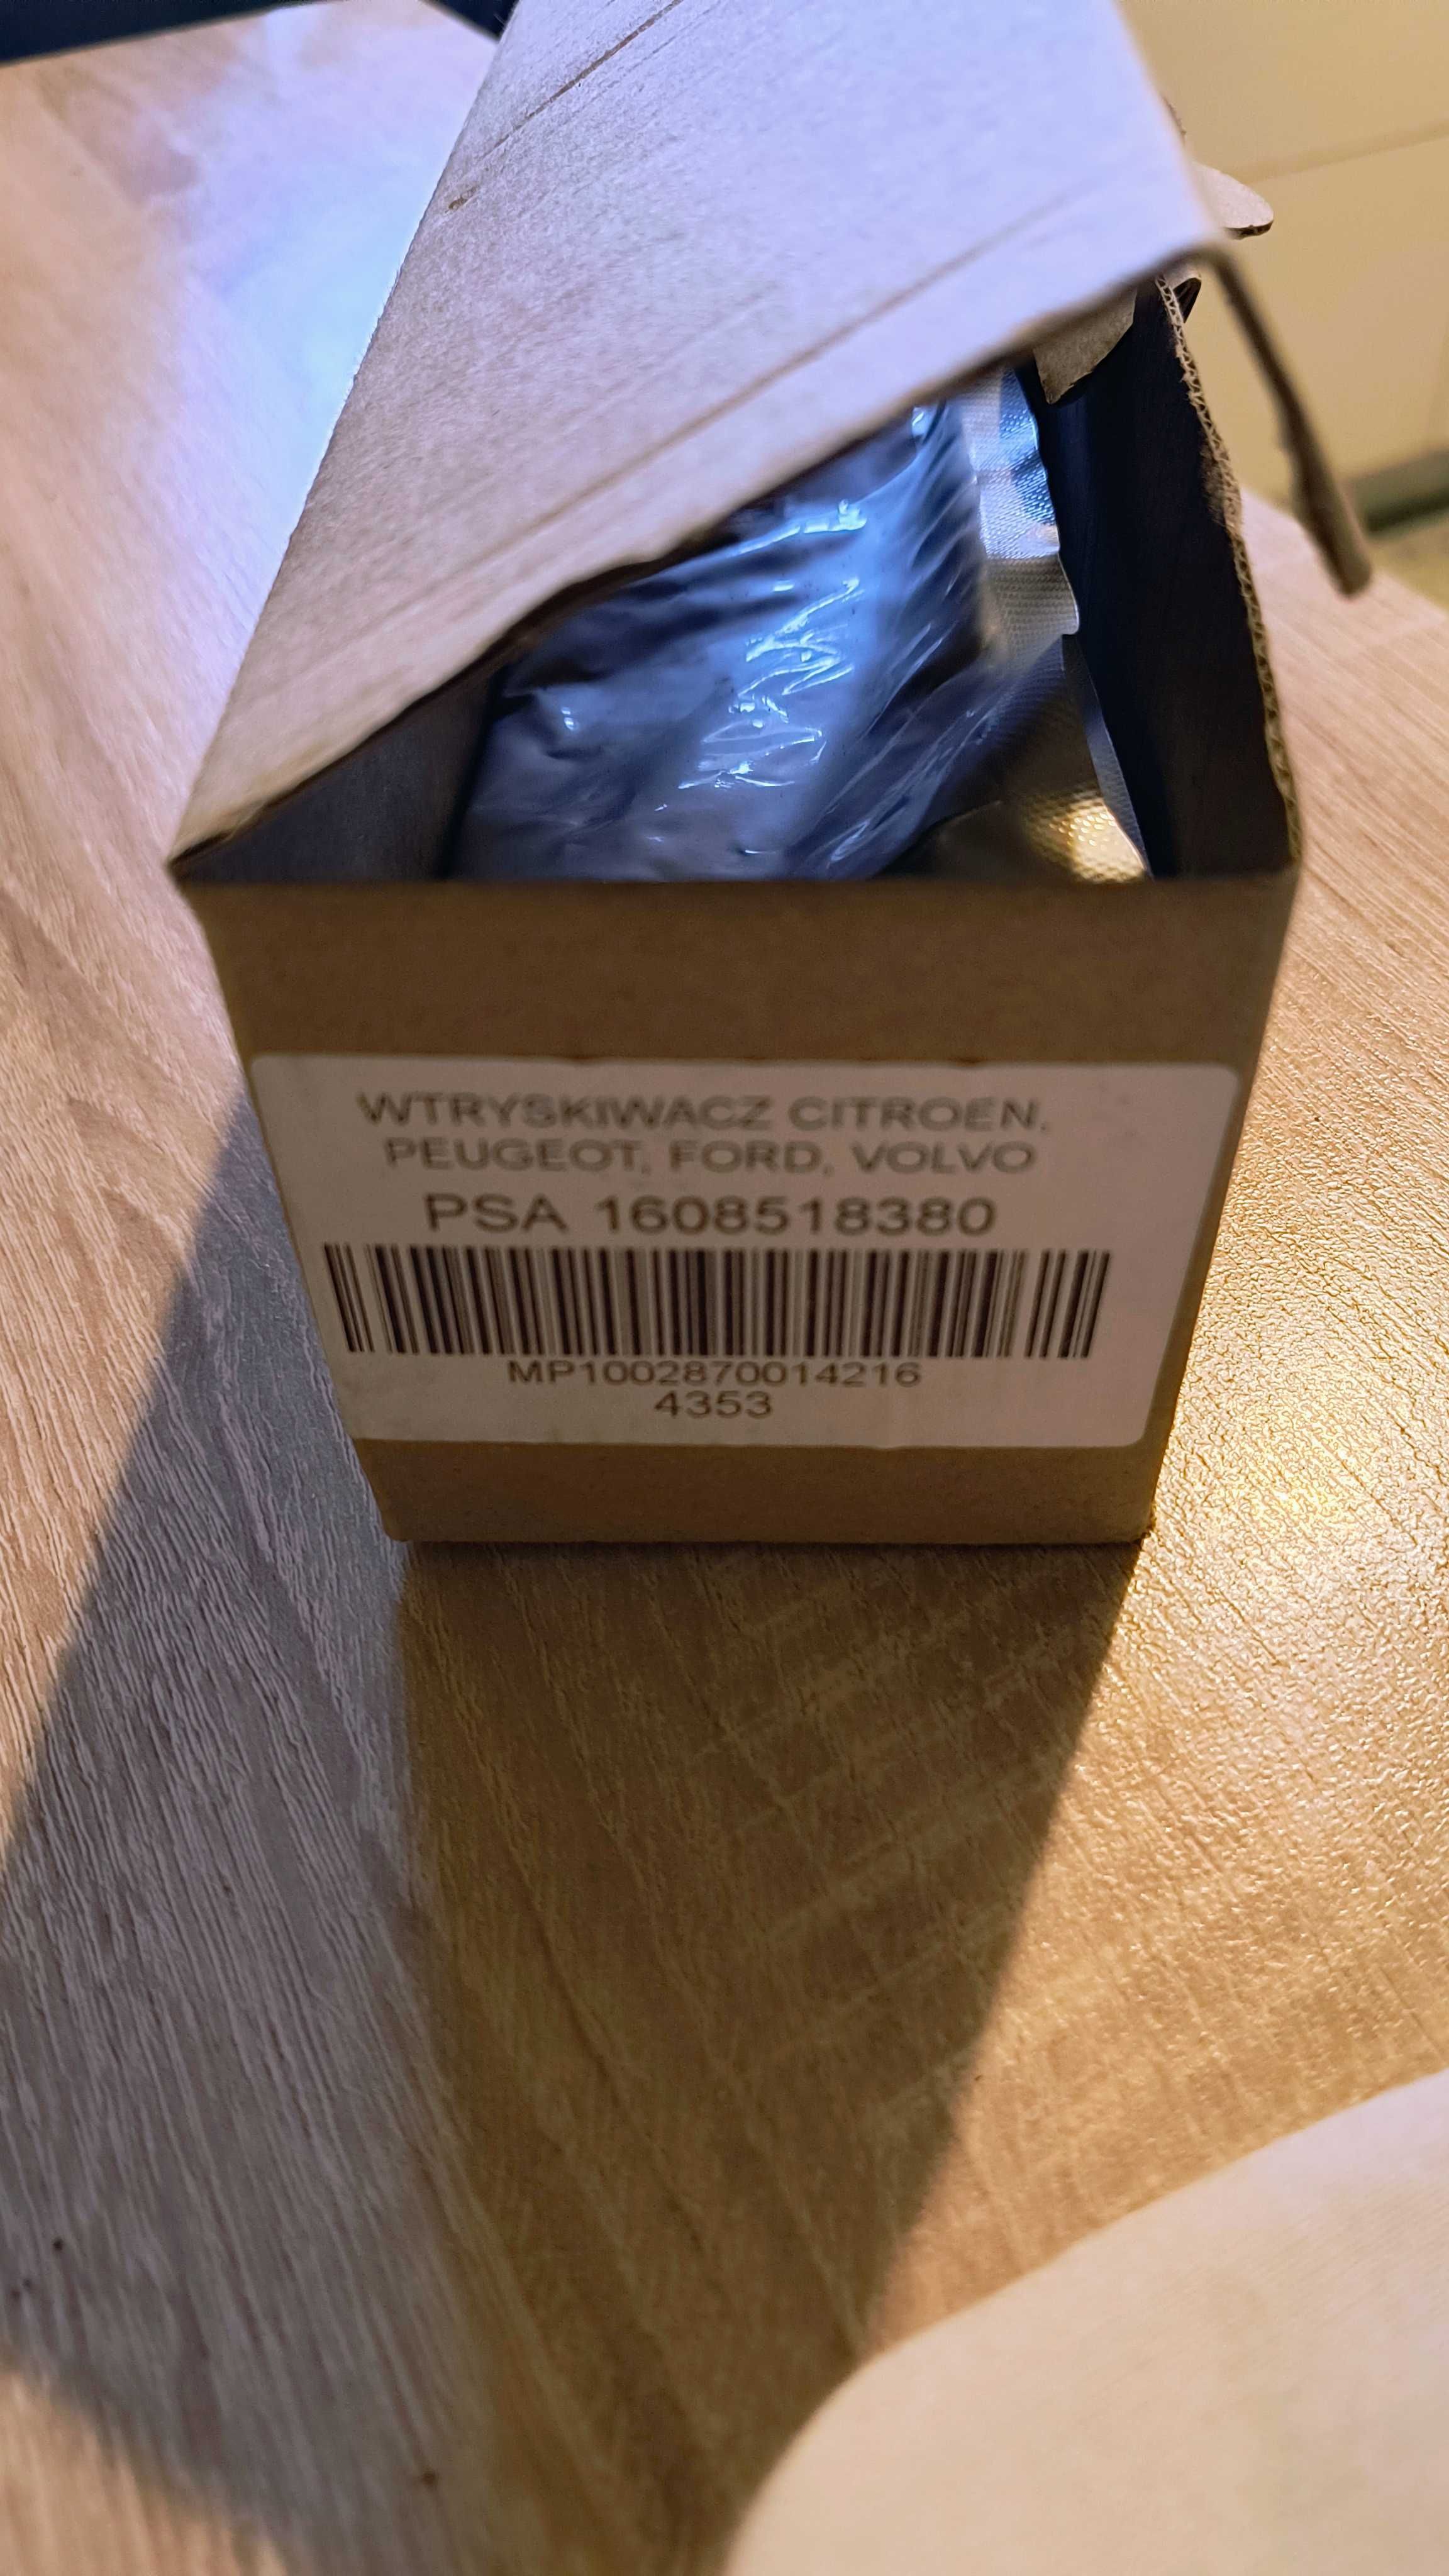 WTRYSKIWACZ CITROEN,
PEUGEOT, FORD, VOLVO
PSA 1608518380
MP1002870014216
4353